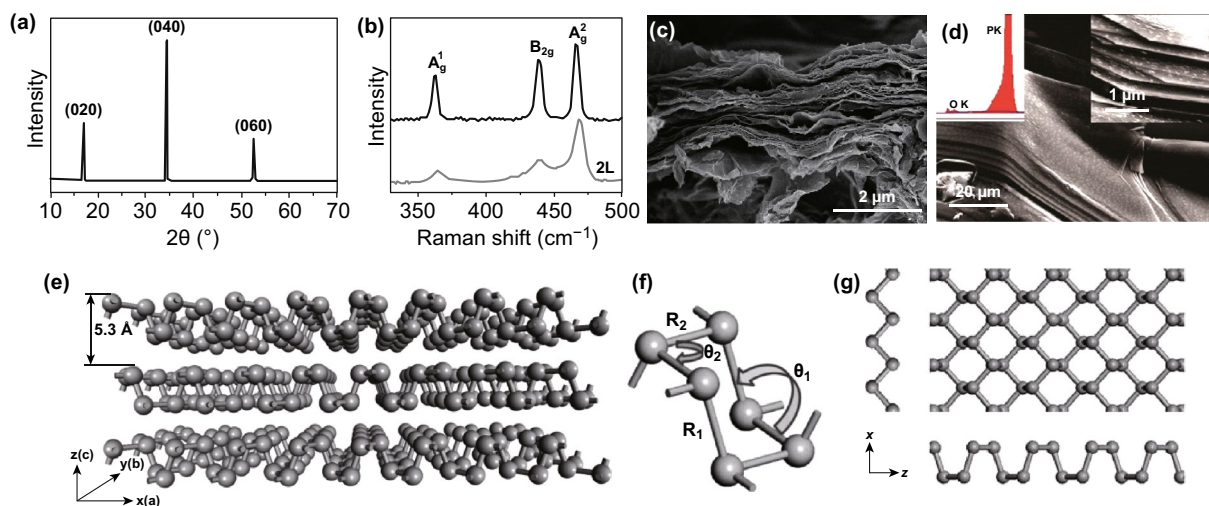 (a)
(040)
(020)
(060)
Intensity
10 20 30 40 50 60 70
2θ (°)
(b)
A¹g
B2g
A²g
2L
Intensity
350 400 450 500
Raman shift (cm⁻¹)
(c)
2 µm
(d)
PK
O K
1 µm
20 µm
(e)
5.3 Å
z(c)
y(b)
x(a)
(f)
R2
θ2
θ1
R1
(g)
x
z